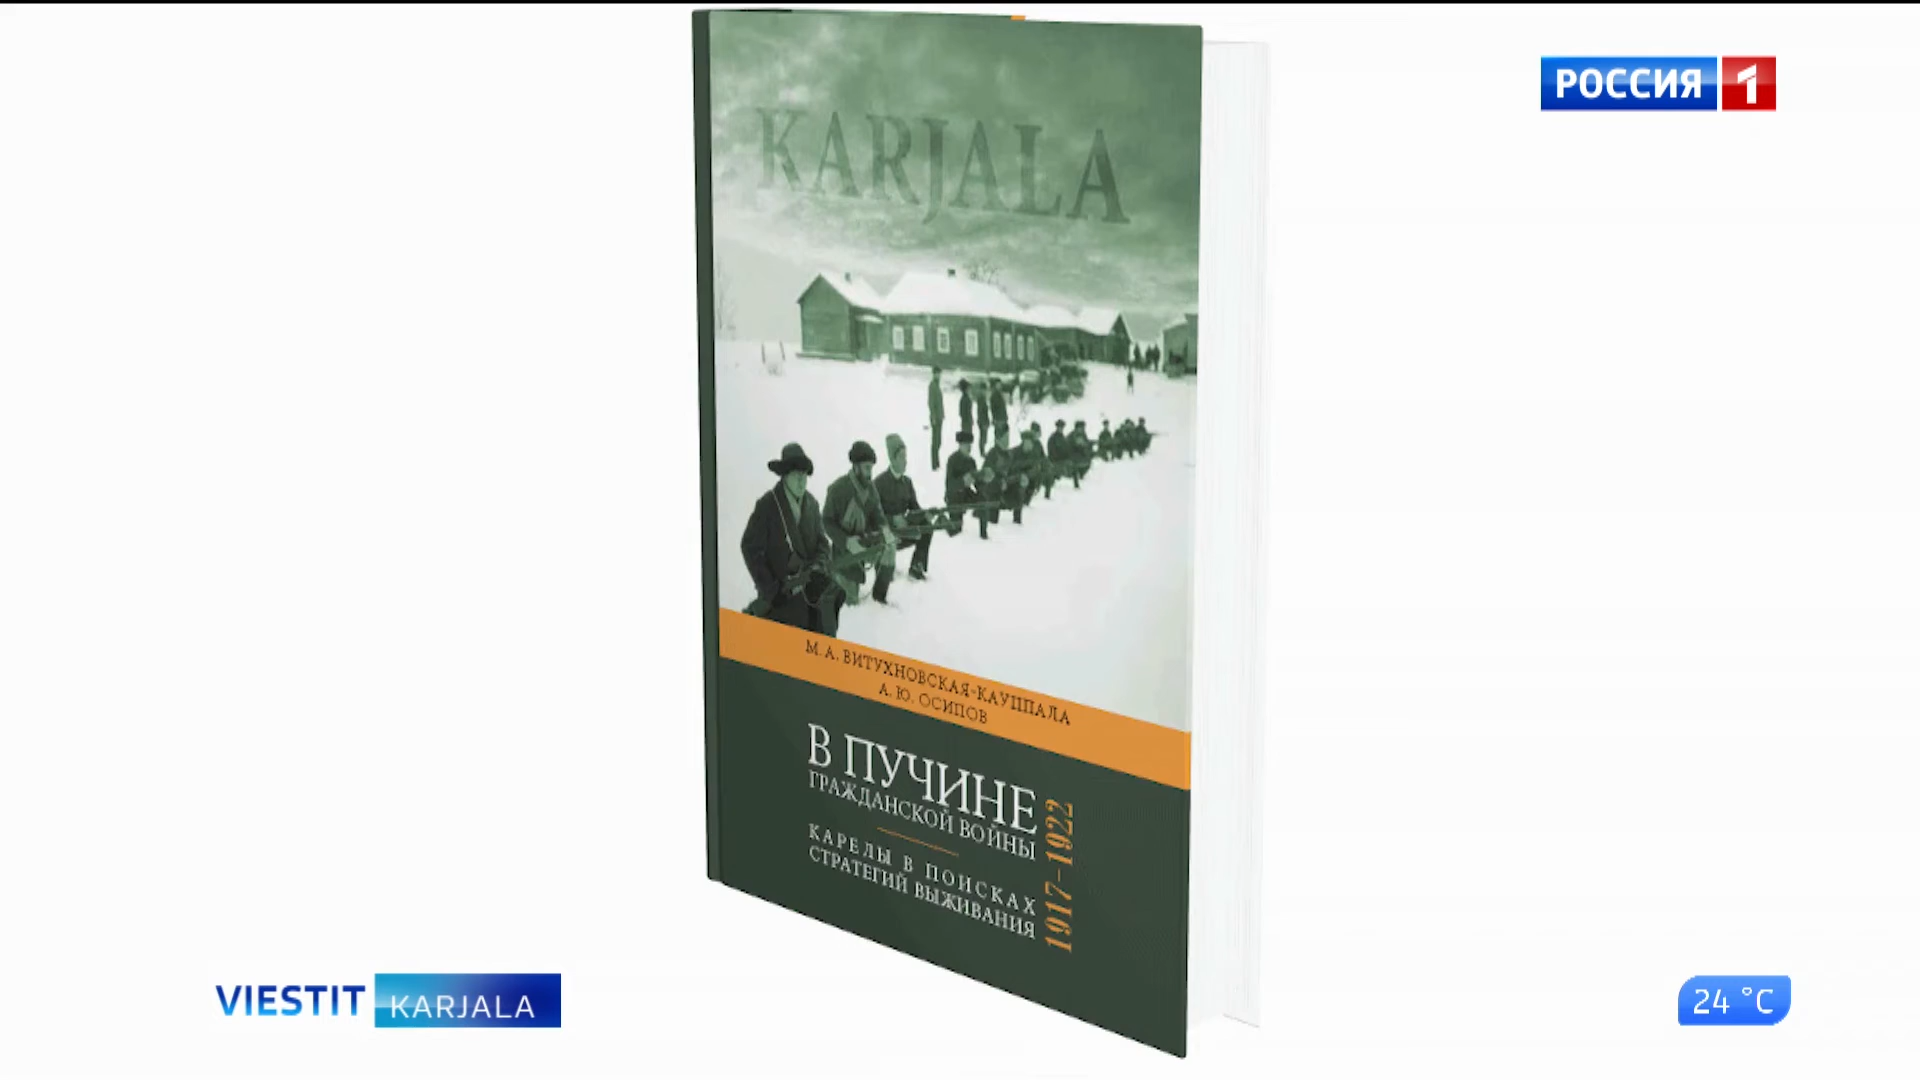 KARJALA
РОССИЯ 1
М. А. ВИТУХНОВСКАЯ-КАУППАЛА
А. Ю. ОСИПОВ
В ПУЧИНЕ
ГРАЖДАНСКОЙ ВОЙНЫ
КАРЕЛЫ В ПОИСКАХ
СТРАТЕГИЙ ВЫЖИВАНИЯ
1917–1922
VIESTIT KARJALA
24 °C